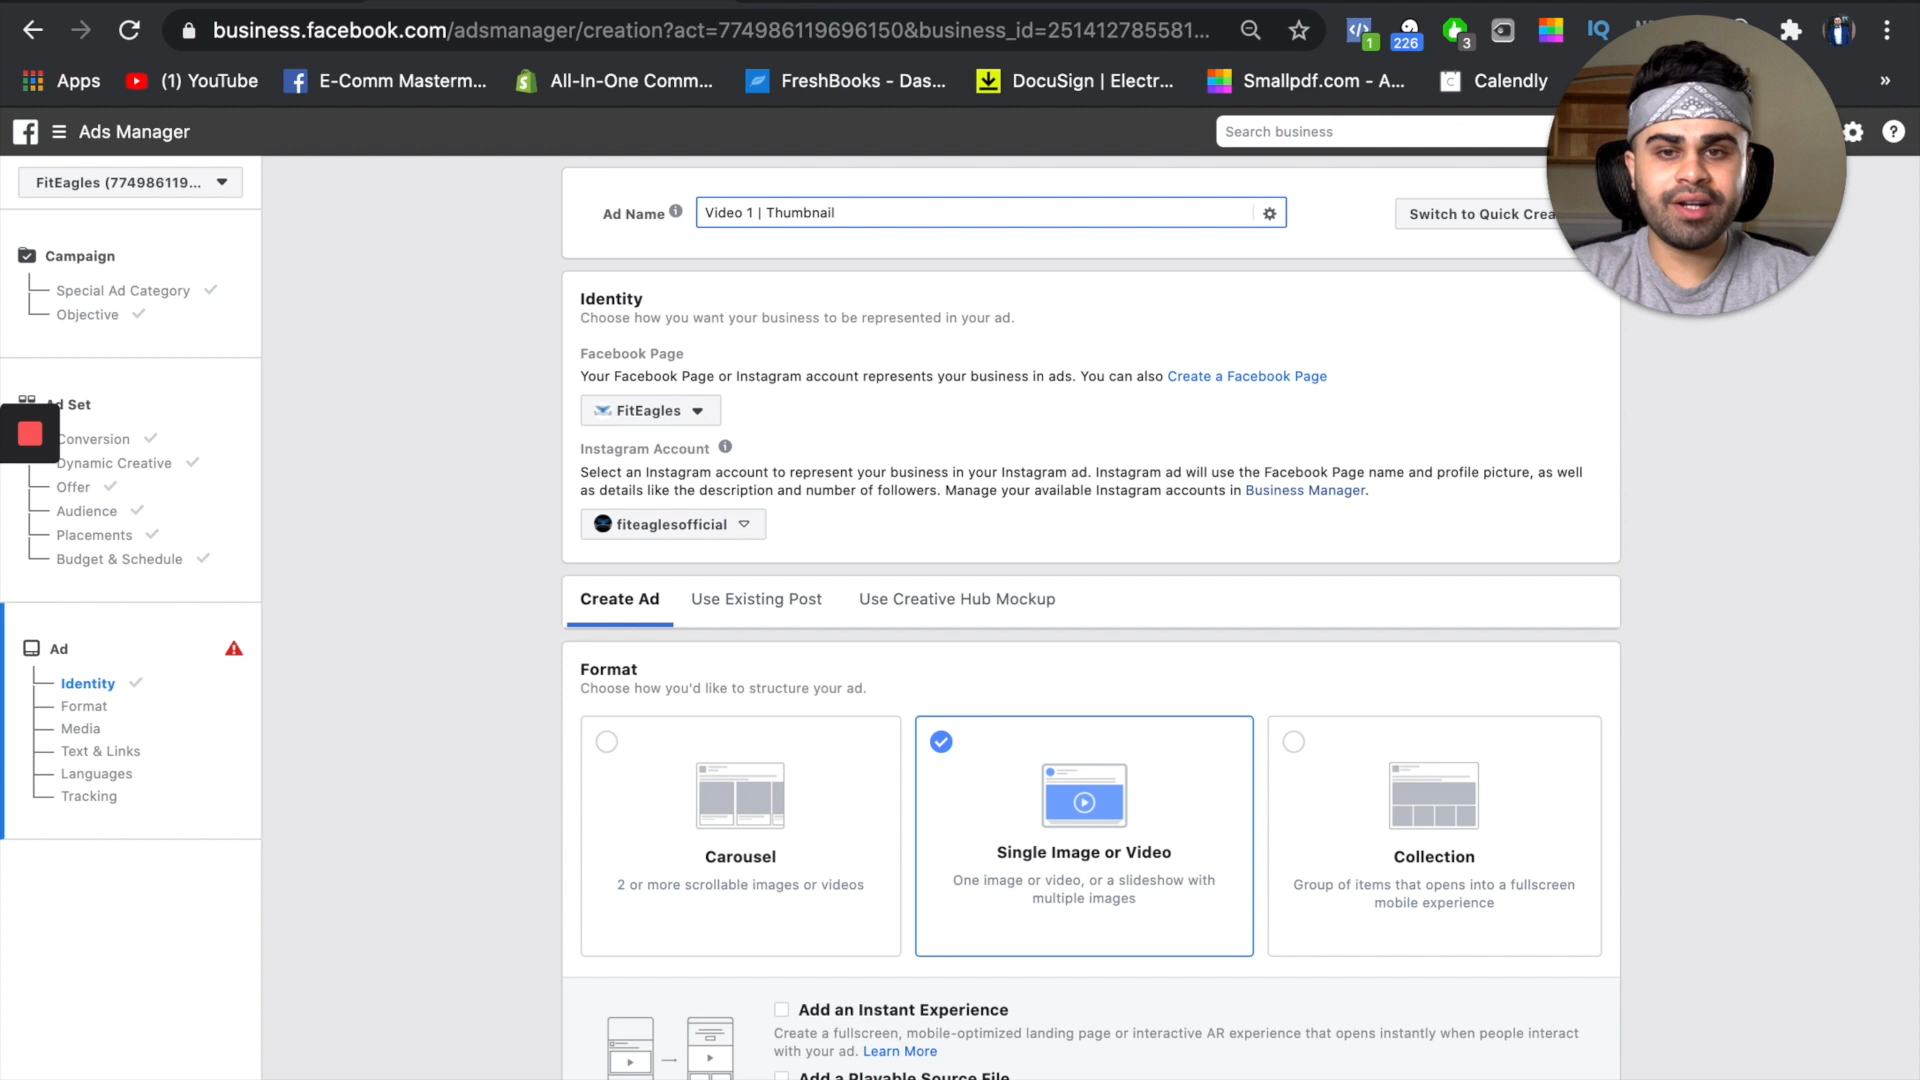 business.facebook.com/adsmanager/creation?act=774986119696150&business_id=251412785581...
1
226
3
IQ
Apps
(1) YouTube
E-Comm Masterm...
All-In-One Comm...
FreshBooks - Das...
DocuSign | Electr...
Smallpdf.com - A...
Calendly
»
Ads Manager
Search business
FitEagles (774986119...
Ad Name
Video 1 | Thumbnail
Switch to Quick Crea
Campaign
Special Ad Category
Objective
Ad Set
Conversion
Dynamic Creative
Offer
Audience
Placements
Budget & Schedule
Ad
Identity
Format
Media
Text & Links
Languages
Tracking
Identity
Choose how you want your business to be represented in your ad.
Facebook Page
Your Facebook Page or Instagram account represents your business in ads. You can also Create a Facebook Page
FitEagles
Instagram Account
Select an Instagram account to represent your business in your Instagram ad. Instagram ad will use the Facebook Page name and profile picture, as well
as details like the description and number of followers. Manage your available Instagram accounts in Business Manager.
fiteaglesofficial
Create Ad
Use Existing Post
Use Creative Hub Mockup
Format
Choose how you'd like to structure your ad.
Carousel
2 or more scrollable images or videos
Single Image or Video
One image or video, or a slideshow with
multiple images
Collection
Group of items that opens into a fullscreen
mobile experience
Add an Instant Experience
Create a fullscreen, mobile-optimized landing page or interactive AR experience that opens instantly when people interact
with your ad. Learn More
Add a Playable Source File